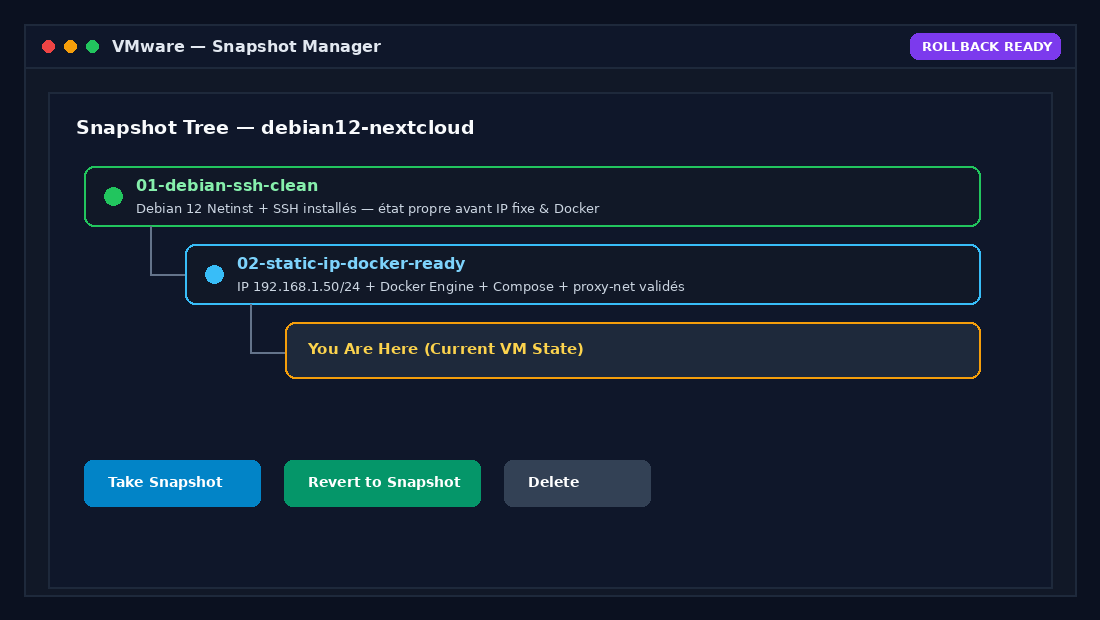 VMware — Snapshot Manager
ROLLBACK READY
Snapshot Tree — debian12-nextcloud
01-debian-ssh-clean
Debian 12 Netinst + SSH installés — état propre avant IP fixe & Docker
02-static-ip-docker-ready
IP 192.168.1.50/24 + Docker Engine + Compose + proxy-net validés
You Are Here (Current VM State)
Take Snapshot
Revert to Snapshot
Delete